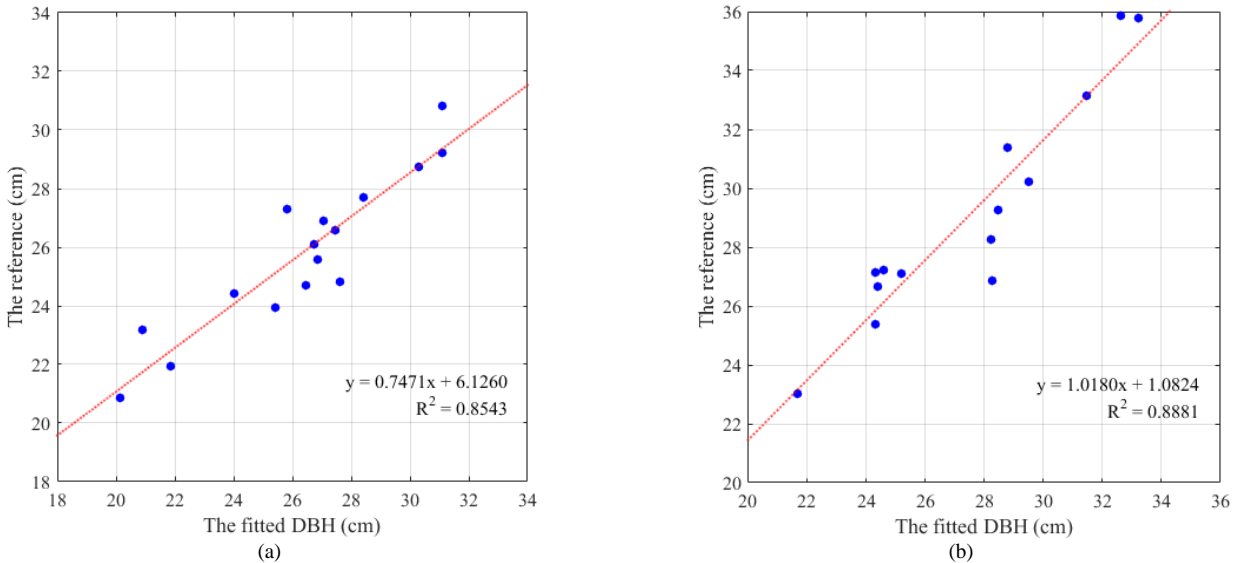 34
32
30
28
26
24
22
20
18
The reference (cm)
y = 0.7471x + 6.1260
R² = 0.8543
18 20 22 24 26 28 30 32 34
The fitted DBH (cm)
(a)
36
34
32
30
28
26
24
22
20
The reference (cm)
y = 1.0180x + 1.0824
R² = 0.8881
20 22 24 26 28 30 32 34 36
The fitted DBH (cm)
(b)